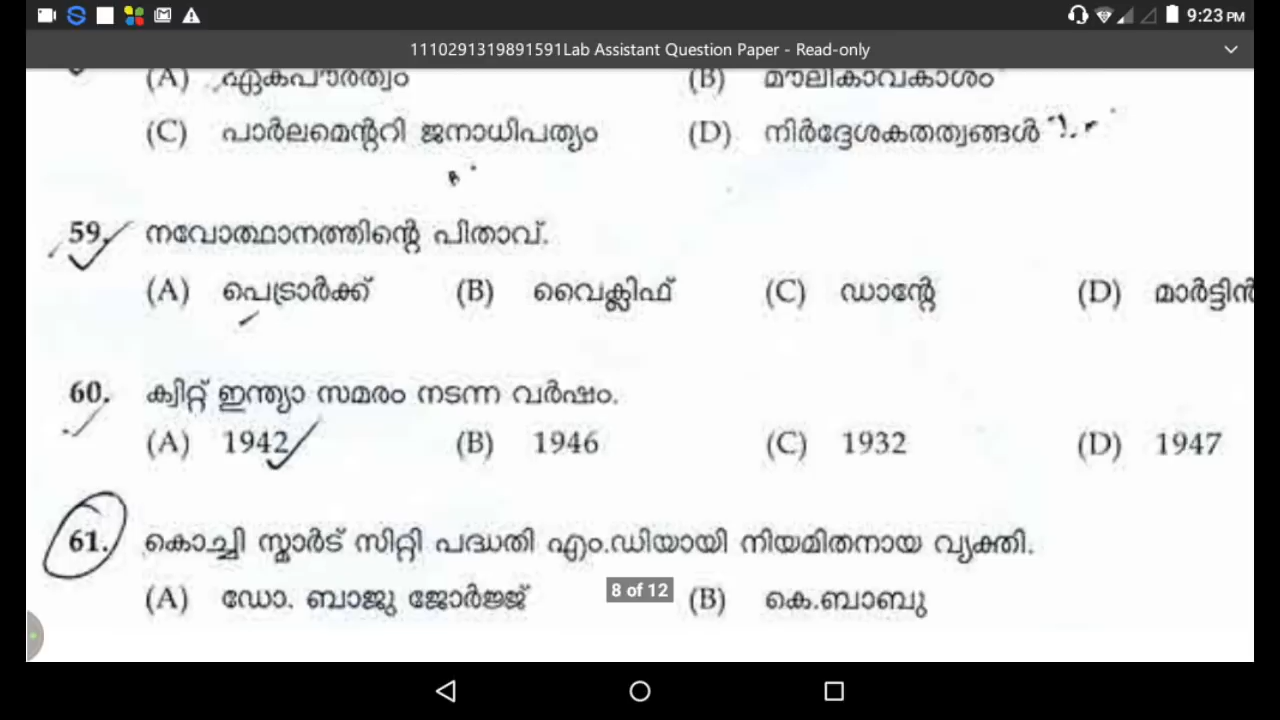 9:23 PM
1110291319891591Lab Assistant Question Paper - Read-only
(A) ഏകപൗരത്വം (B) മൗലികാവകാശം
(C) പാർലമെന്ററി ജനാധിപത്യം (D) നിർദ്ദേശകതത്വങ്ങൾ
59. നവോത്ഥാനത്തിന്റെ പിതാവ്.
(A) പെട്രാർക്ക് (B) വൈക്ലിഫ് (C) ഡാന്റേ (D) മാർട്ടിൻ
60. ക്വിറ്റ് ഇന്ത്യാ സമരം നടന്ന വർഷം.
(A) 1942 (B) 1946 (C) 1932 (D) 1947
61. കൊച്ചി സ്മാർട് സിറ്റി പദ്ധതി എം.ഡിയായി നിയമിതനായ വ്യക്തി.
(A) ഡോ. ബാജു ജോർജ്ജ് (B) കെ.ബാബു
8 of 12